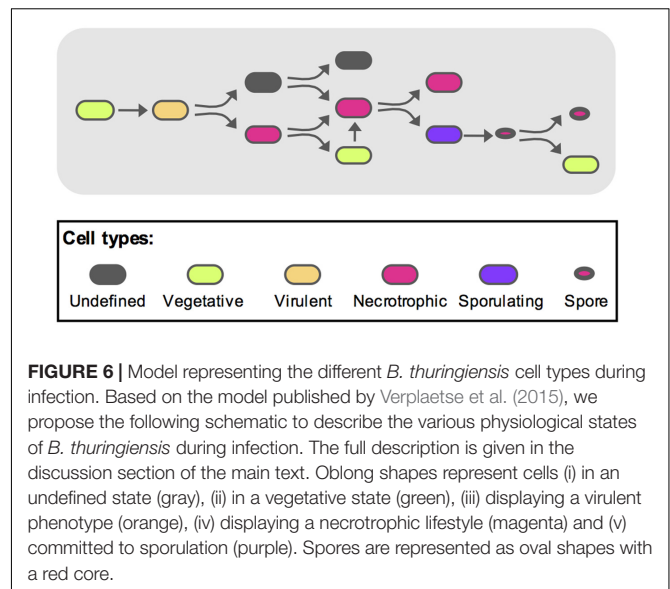 Cell types:
Undefined Vegetative Virulent Necrotrophic Sporulating Spore
FIGURE 6 | Model representing the different B. thuringiensis cell types during
infection. Based on the model published by Verplaetse et al. (2015), we
propose the following schematic to describe the various physiological states
of B. thuringiensis during infection. The full description is given in the
discussion section of the main text. Oblong shapes represent cells (i) in an
undefined state (gray), (ii) in a vegetative state (green), (iii) displaying a virulent
phenotype (orange), (iv) displaying a necrotrophic lifestyle (magenta) and (v)
committed to sporulation (purple). Spores are represented as oval shapes with
a red core.